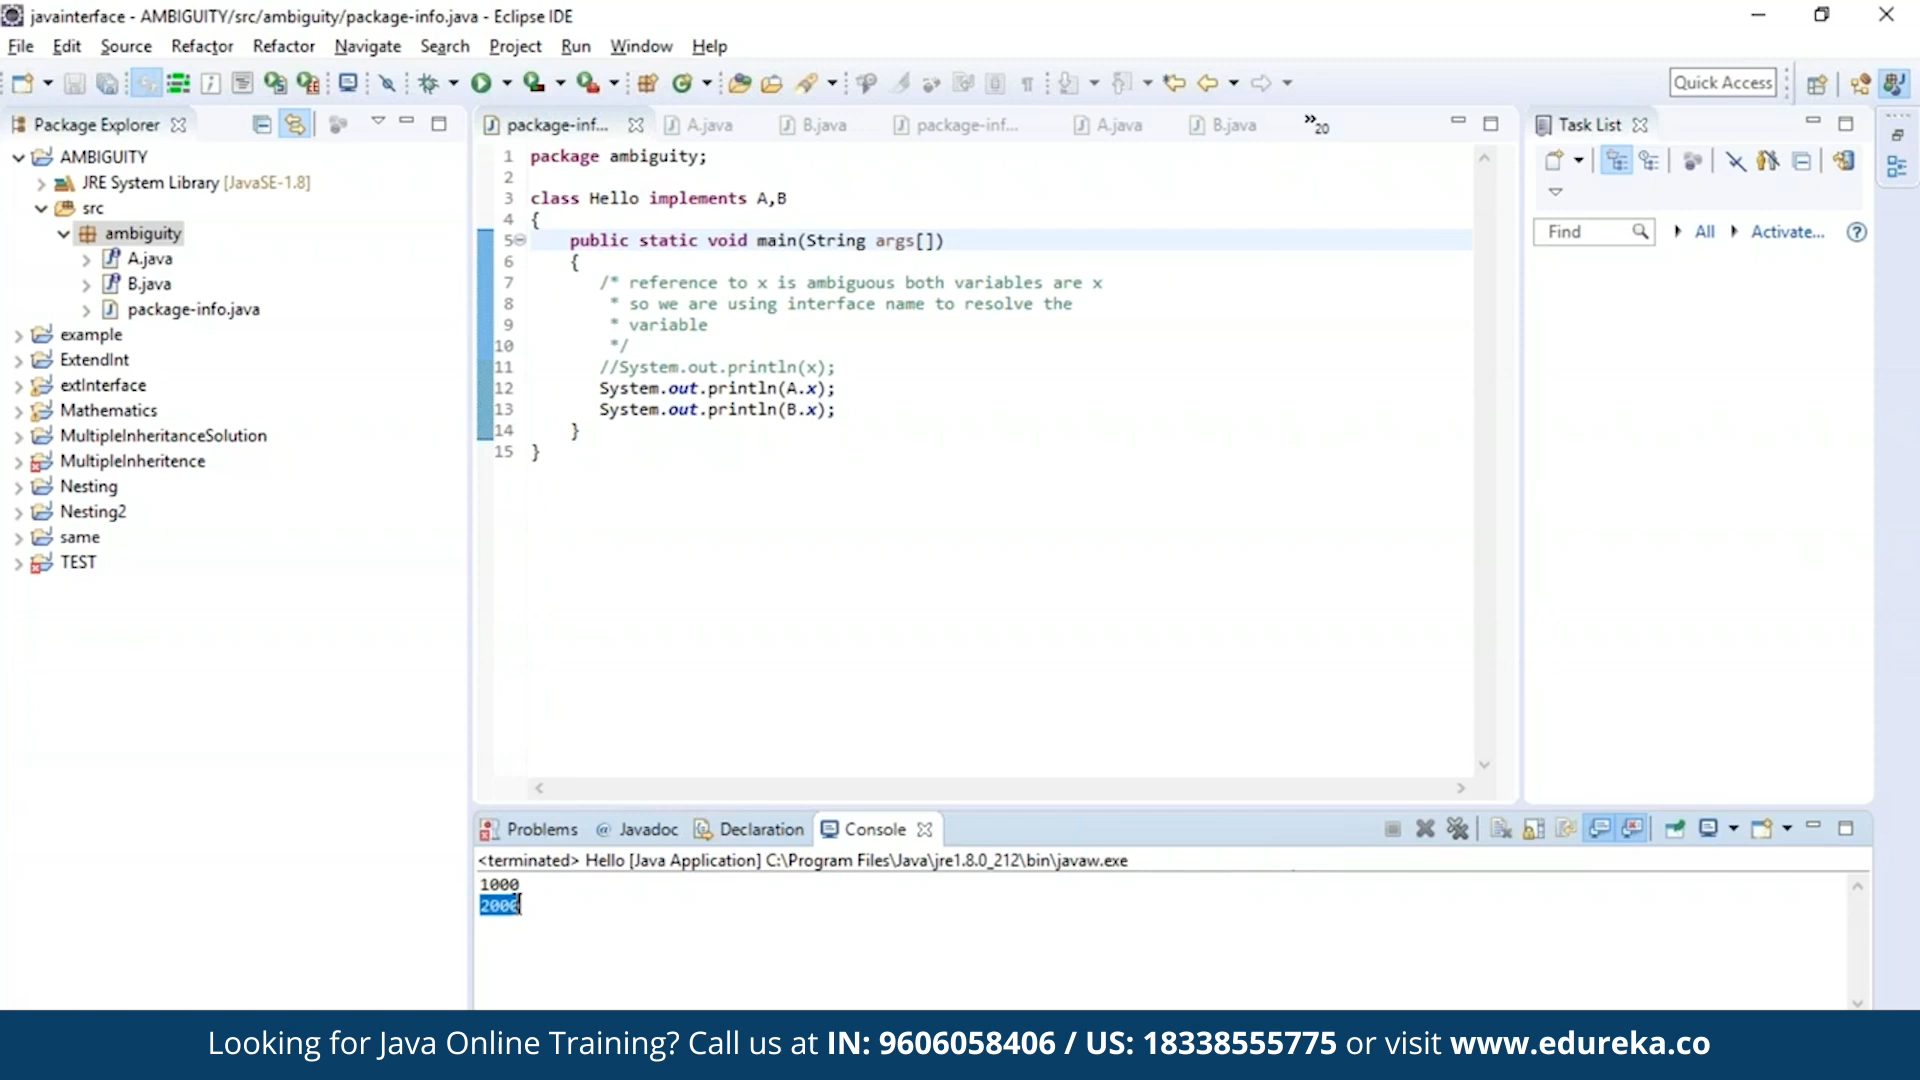 javainterface - AMBIGUITY/src/ambiguity/package-info.java - Eclipse IDE
File Edit Source Refactor Refactor Navigate Search Project Run Window Help
Quick Access
Package Explorer
AMBIGUITY
JRE System Library [JavaSE-1.8]
src
ambiguity
A.java
B.java
package-info.java
example
ExtendInt
extInterface
Mathematics
MultipleInheritanceSolution
MultipleInheritence
Nesting
Nesting2
same
TEST
package-inf... A.java B.java package-inf... A.java B.java »20
1 package ambiguity;
2
3 class Hello implements A,B
4 {
5 public static void main(String args[])
6 {
7 /* reference to x is ambiguous both variables are x
8 * so we are using interface name to resolve the
9 * variable
10 */
11 //System.out.println(x);
12 System.out.println(A.x);
13 System.out.println(B.x);
14 }
15 }
Task List
Find All Activate...
Problems @ Javadoc Declaration Console
<terminated> Hello [Java Application] C:\Program Files\Java\jre1.8.0_212\bin\javaw.exe
1000
2000
Looking for Java Online Training? Call us at IN: 9606058406 / US: 18338555775 or visit www.edureka.co